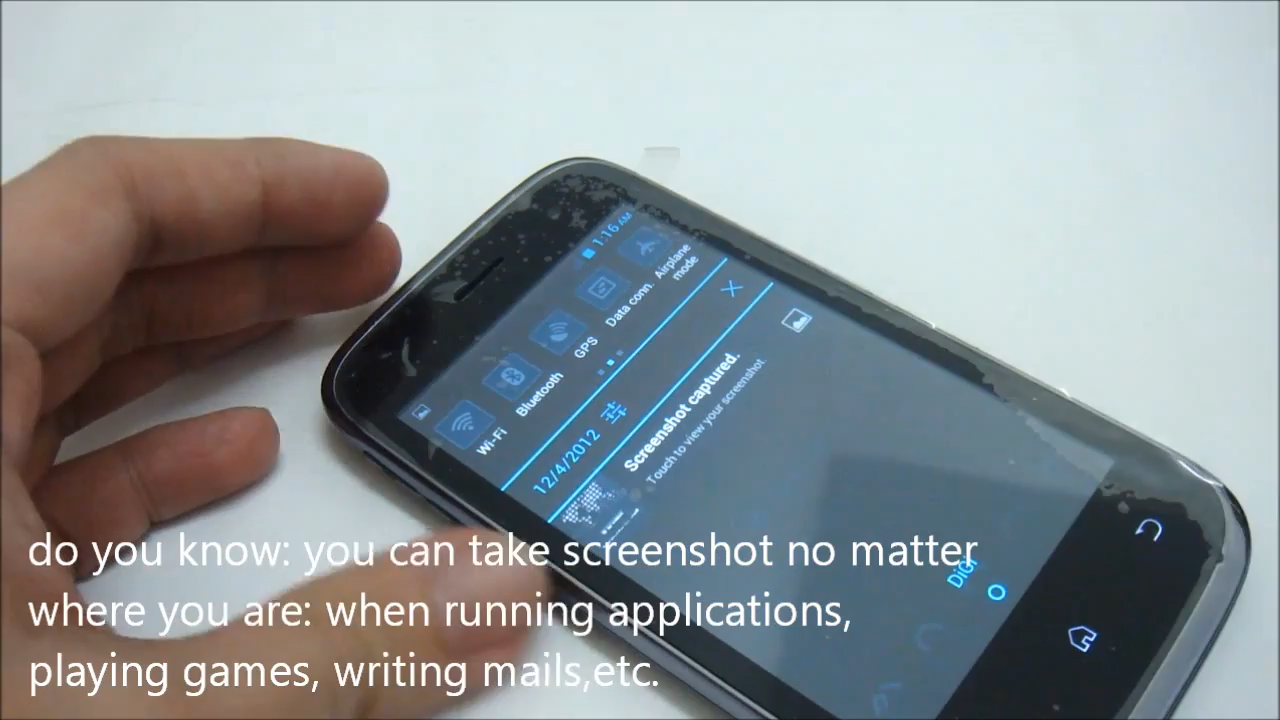 1:16 AM
Wi-Fi
Bluetooth
GPS
Data conn.
Airplane
mode
12/4/2012
Screenshot captured.
Touch to view your screenshot.
DiGi
do you know: you can take screenshot no matter
where you are: when running applications,
playing games, writing mails,etc.